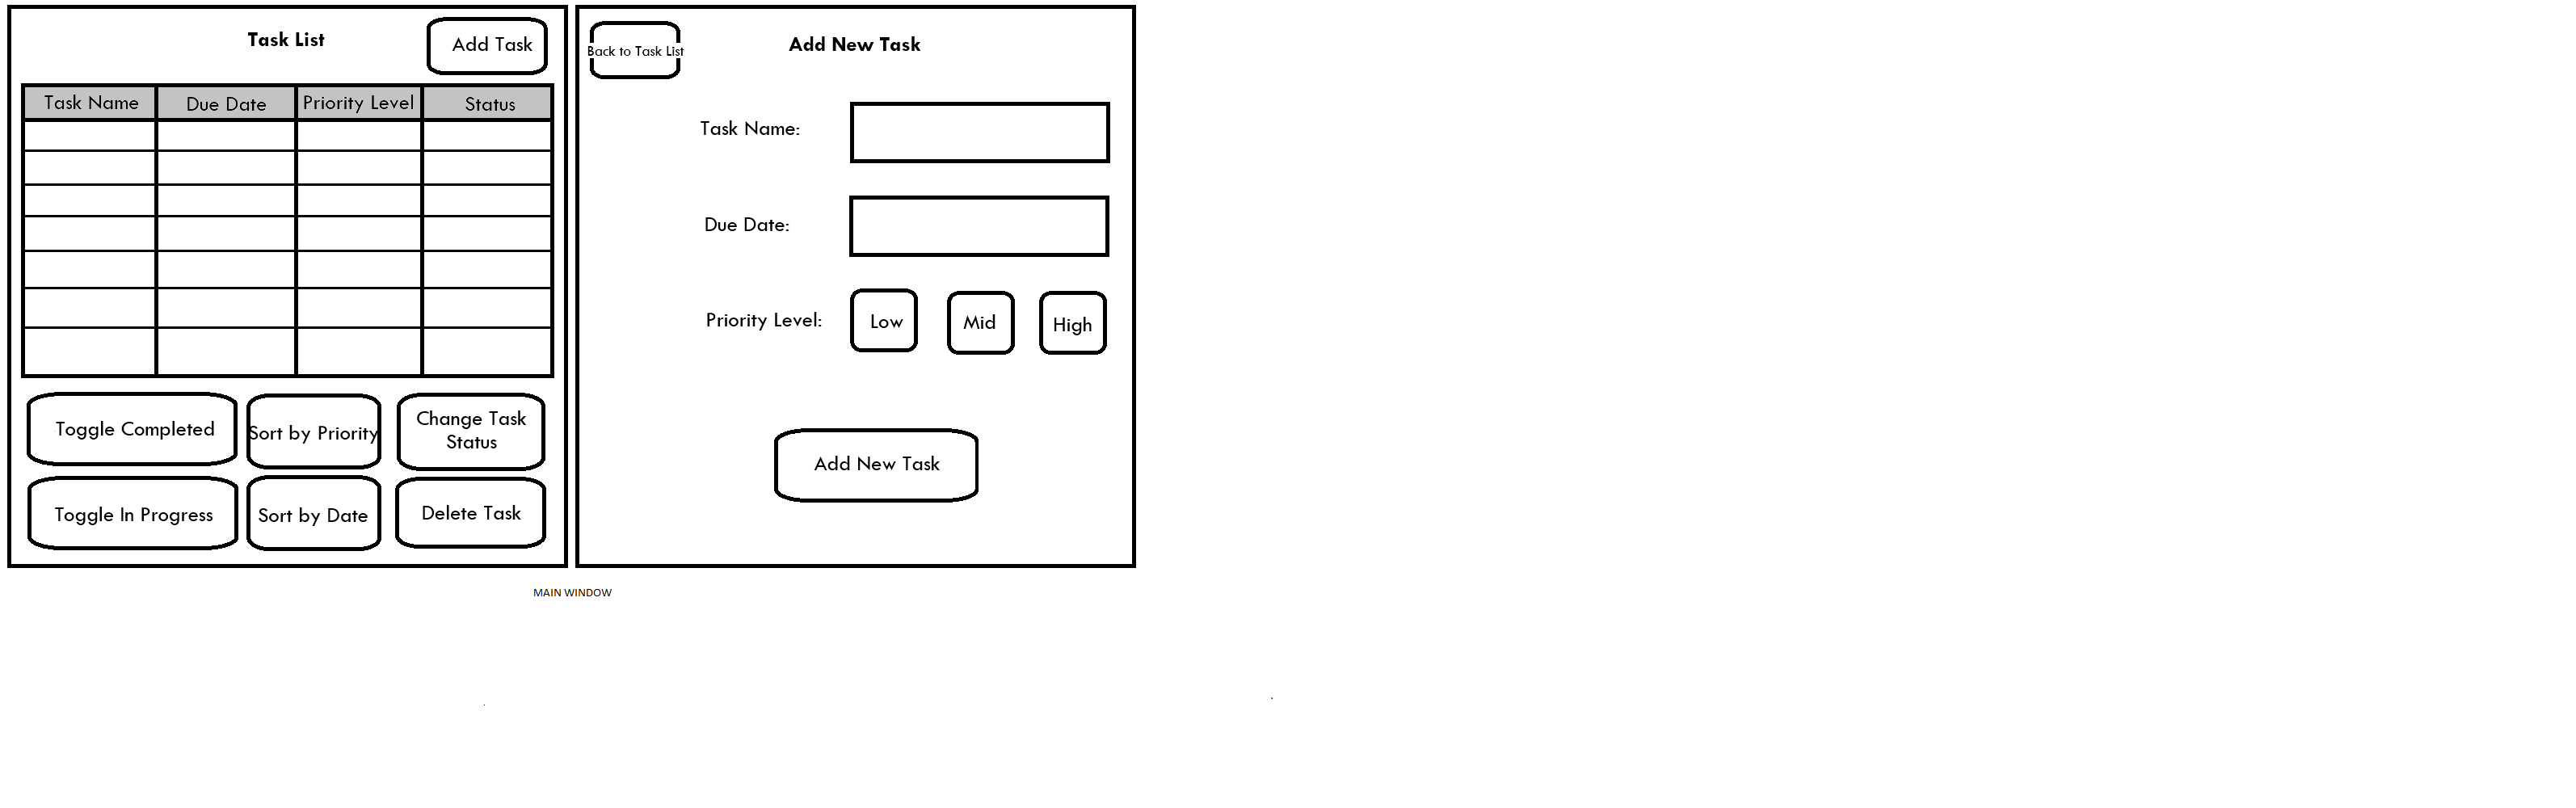 Task List
Add Task
Task Name
Due Date
Priority Level
Status
Toggle Completed
Sort by Priority
Change Task
Status
Toggle In Progress
Sort by Date
Delete Task
Back to Task List
Add New Task
Task Name:
Due Date:
Priority Level:
Low
Mid
High
Add New Task
MAIN WINDOW